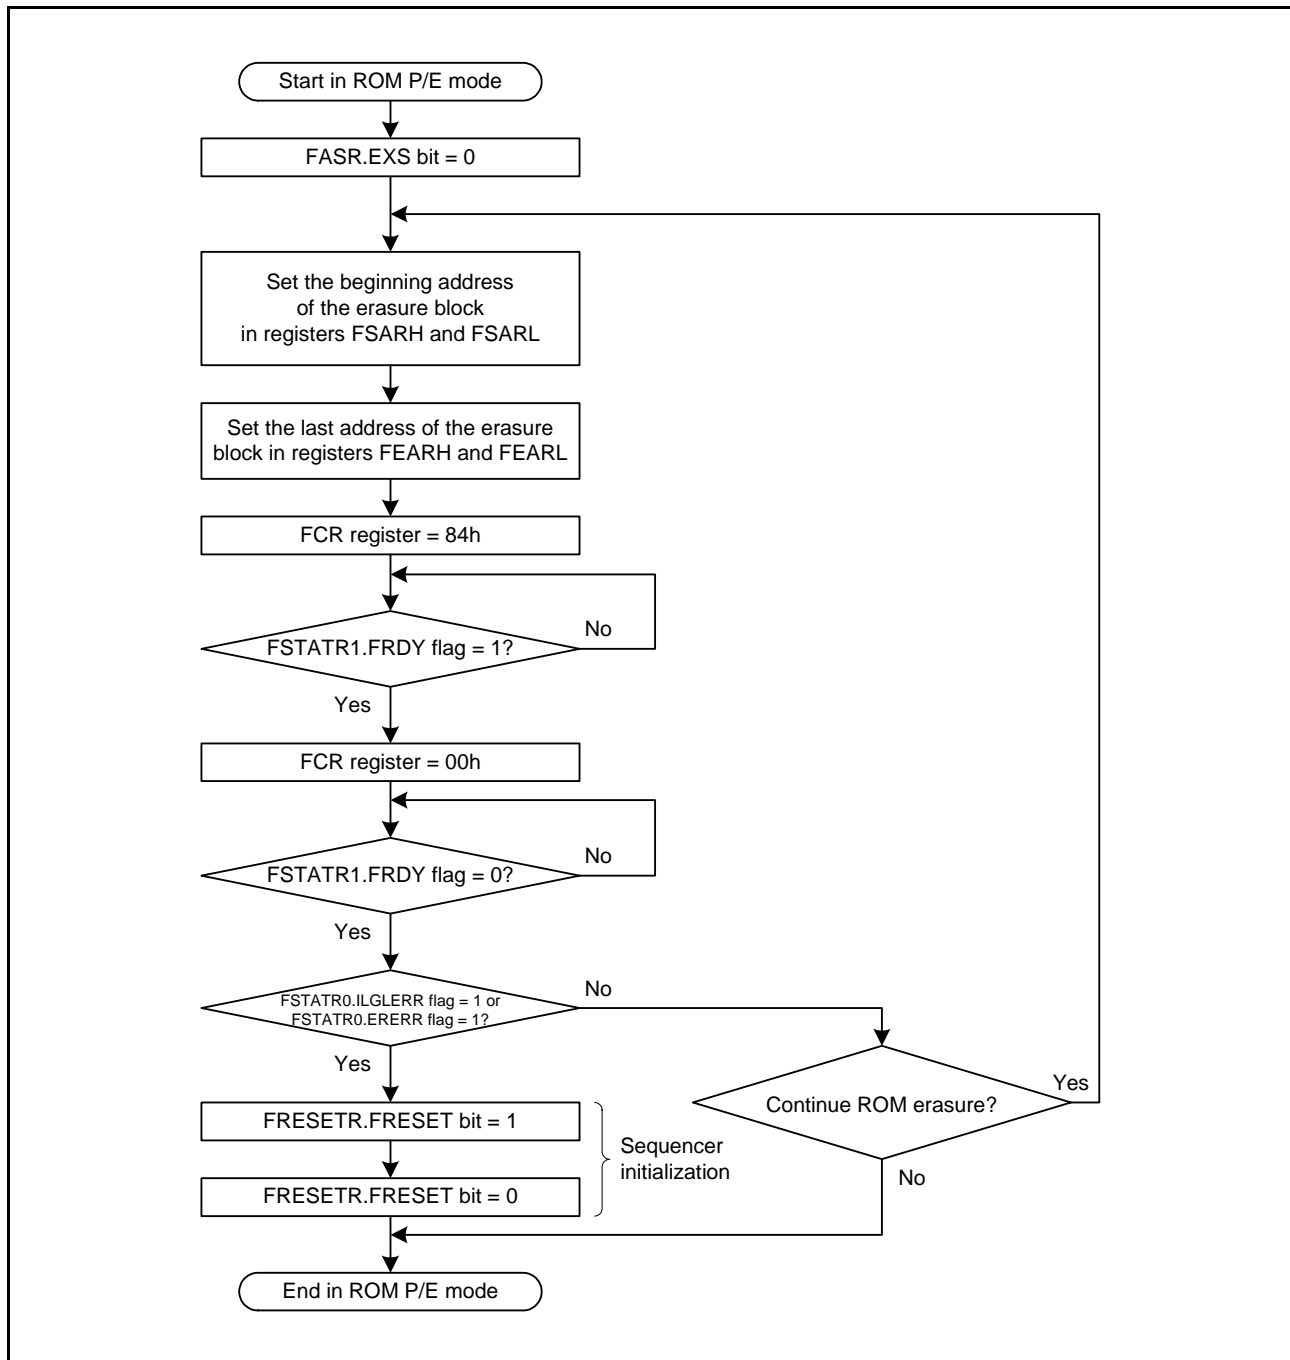 Start in ROM P/E mode
FASR.EXS bit = 0
Set the beginning address
of the erasure block
in registers FSARH and FSARL
Set the last address of the erasure
block in registers FEARH and FEARL
FCR register = 84h
FSTATR1.FRDY flag = 1?
No
Yes
FCR register = 00h
FSTATR1.FRDY flag = 0?
No
Yes
FSTATR0.ILGLERR flag = 1 or
FSTATR0.ERERR flag = 1?
No
Yes
Continue ROM erasure?
Yes
No
FRESETR.FRESET bit = 1
FRESETR.FRESET bit = 0
Sequencer
initialization
End in ROM P/E mode